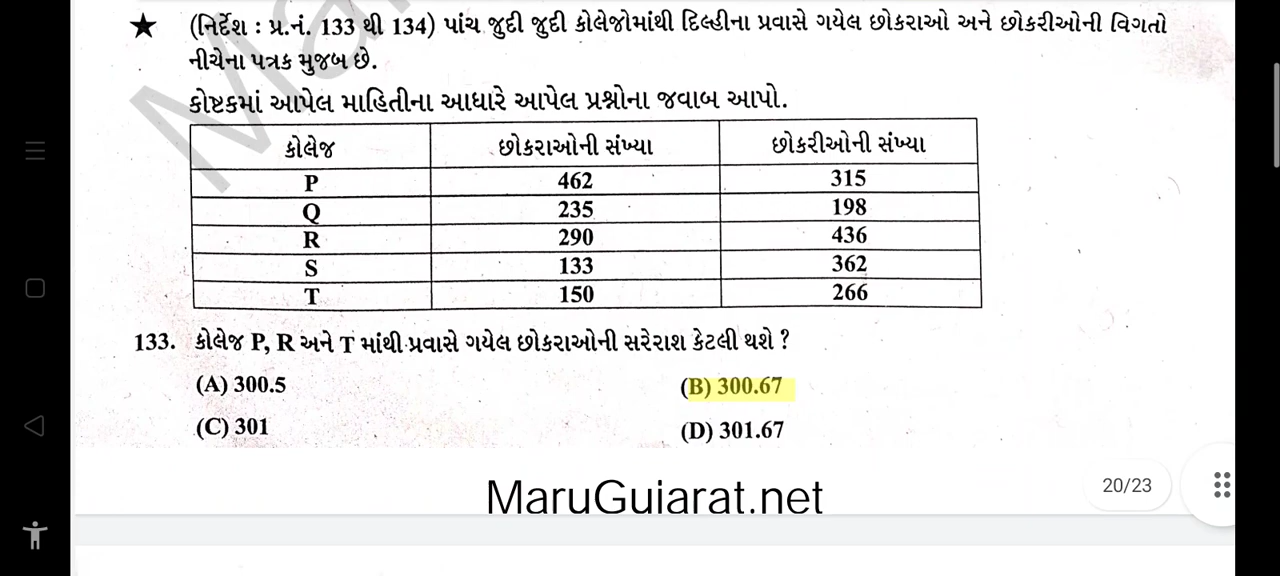 ★ (નિર્દેશ : પ્ર.નં. 133 થી 134) પાંચ જુદી જુદી કોલેજોમાંથી દિલ્હીના પ્રવાસે ગયેલ છોકરાઓ અને છોકરીઓની વિગતો
નીચેના પત્રક મુજબ છે.
કોષ્ટકમાં આપેલ માહિતીના આધારે આપેલ પ્રશ્નોના જવાબ આપો.
કોલેજ છોકરાઓની સંખ્યા છોકરીઓની સંખ્યા
P 462 315
Q 235 198
R 290 436
S 133 362
T 150 266
133. કોલેજ P, R અને T માંથી પ્રવાસે ગયેલ છોકરાઓની સરેરાશ કેટલી થશે ?
(A) 300.5 (B) 300.67
(C) 301 (D) 301.67
MaruGujarat.net
20/23